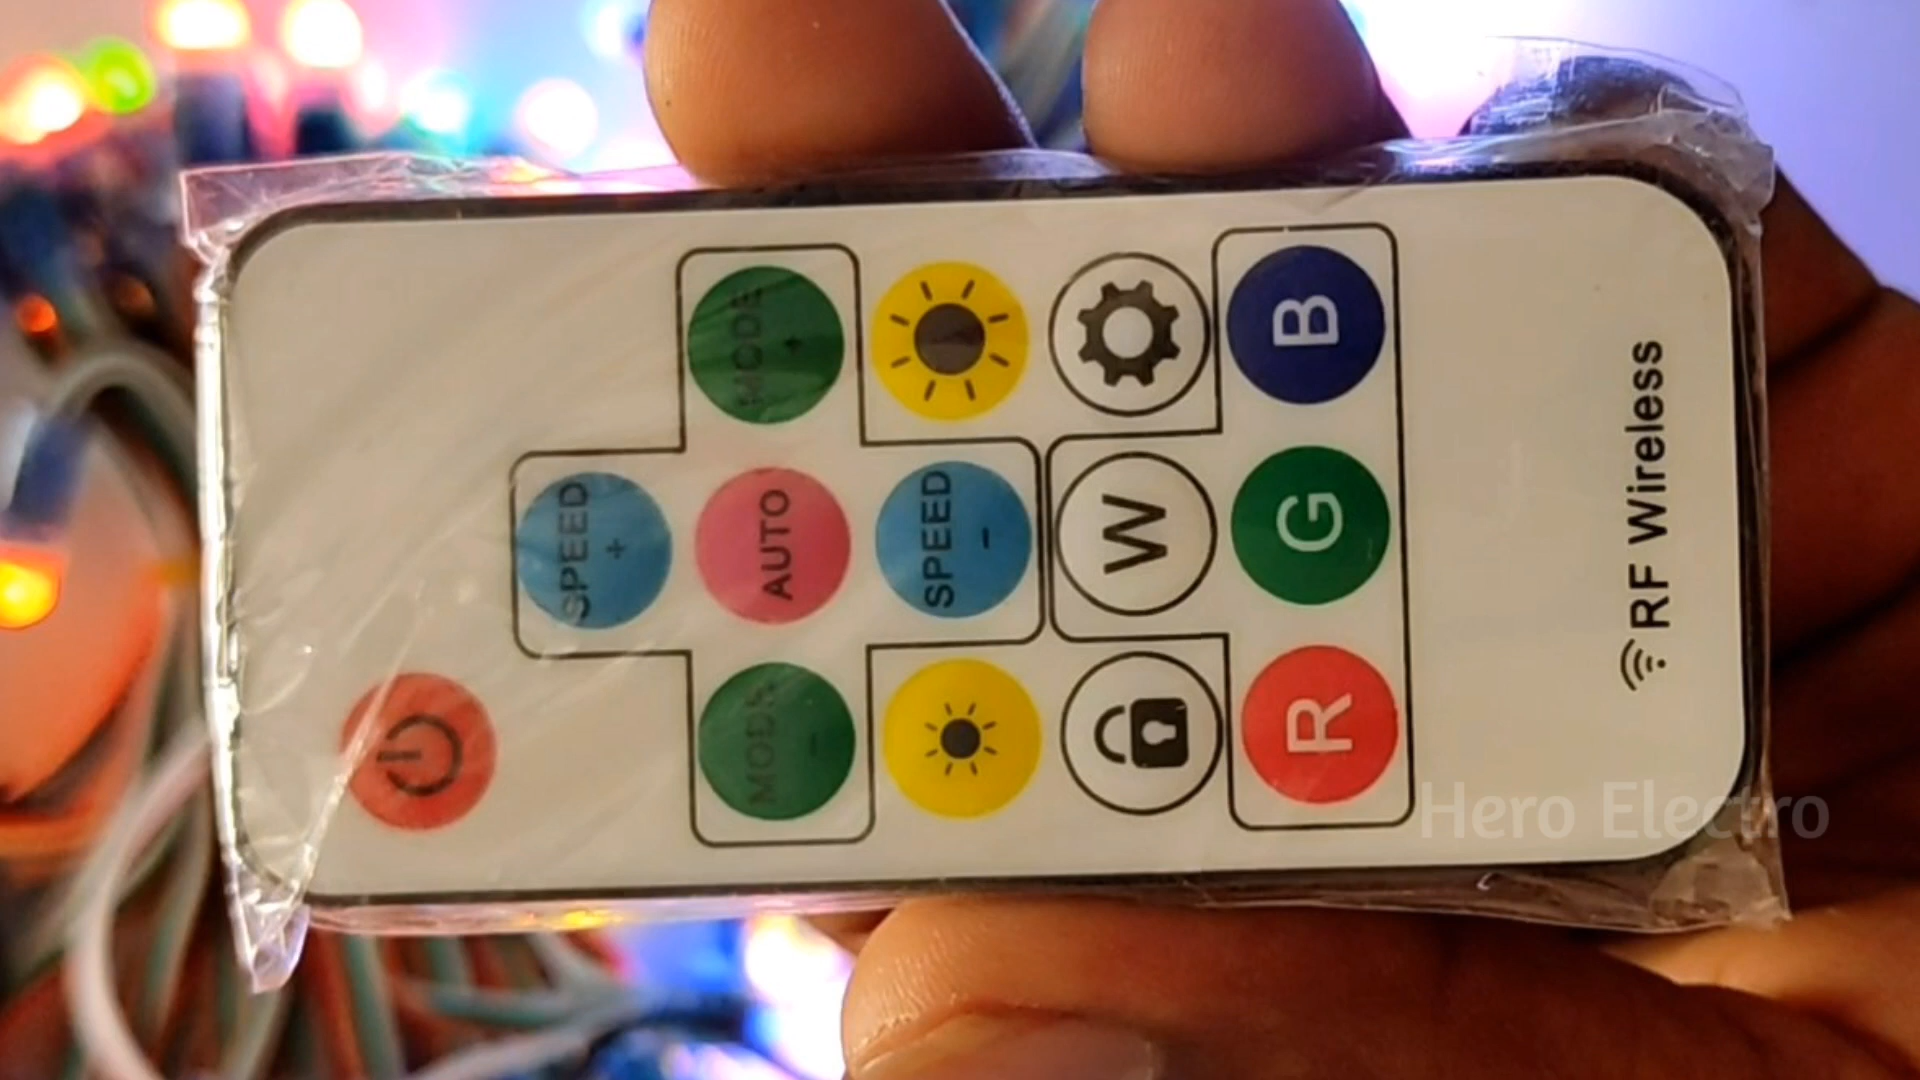 SPEED
+
MODE
-
AUTO
MODE
+
SPEED
-
W
R
G
B
RF Wireless
Hero Electro